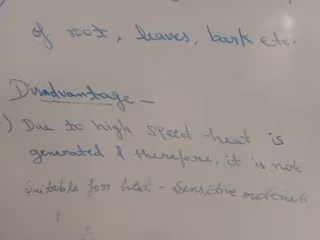 of root, leaves, bark etc.
Disadvantage -
) Due to high speed heat is
generated & therefore, it is not
suitable for heat - sensitive materials